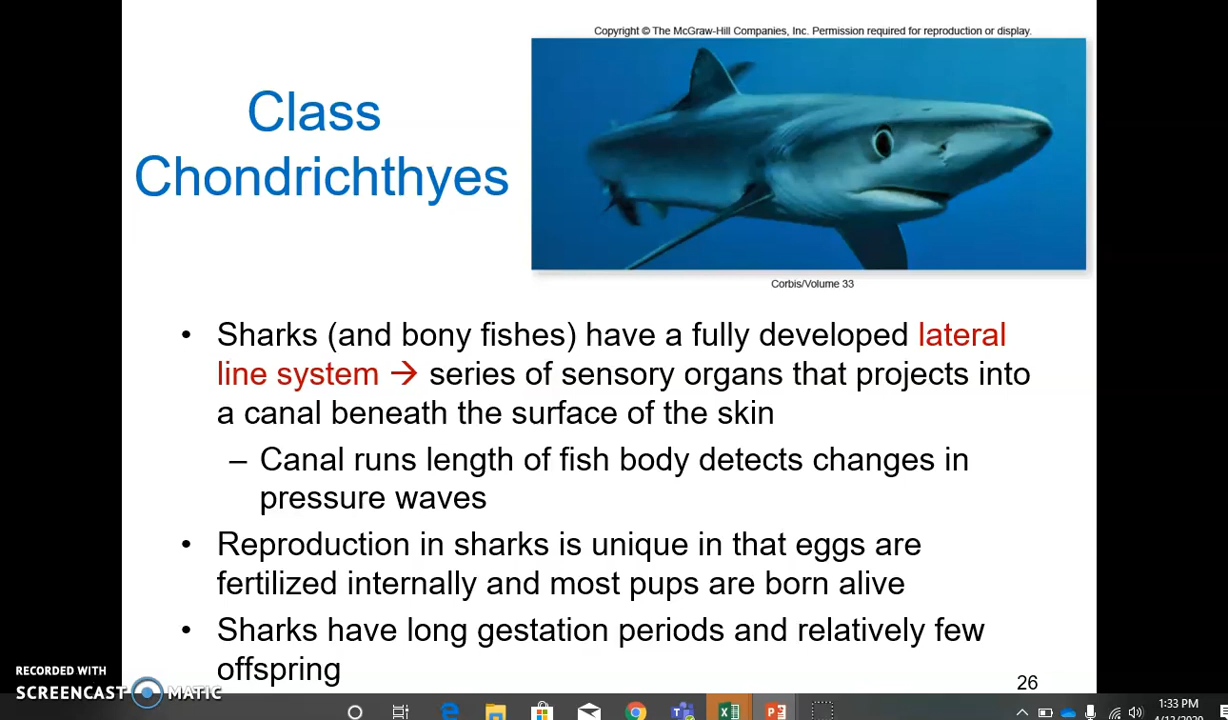 Copyright © The McGraw-Hill Companies, Inc. Permission required for reproduction or display.
Class
Chondrichthyes
Corbis/Volume 33
• Sharks (and bony fishes) have a fully developed lateral
line system → series of sensory organs that projects into
a canal beneath the surface of the skin
– Canal runs length of fish body detects changes in
pressure waves
• Reproduction in sharks is unique in that eggs are
fertilized internally and most pups are born alive
• Sharks have long gestation periods and relatively few
offspring
26
RECORDED WITH
SCREENCAST MATIC
1:33 PM